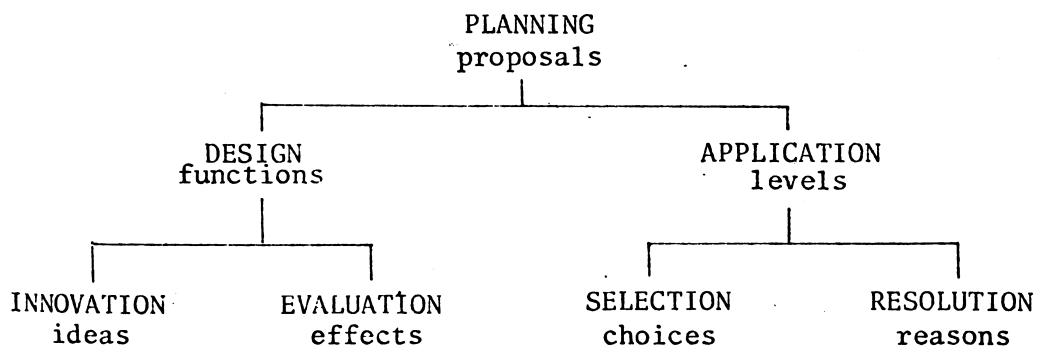 PLANNING
proposals
DESIGN
functions
APPLICATION
levels
INNOVATION
ideas
EVALUATION
effects
SELECTION
choices
RESOLUTION
reasons